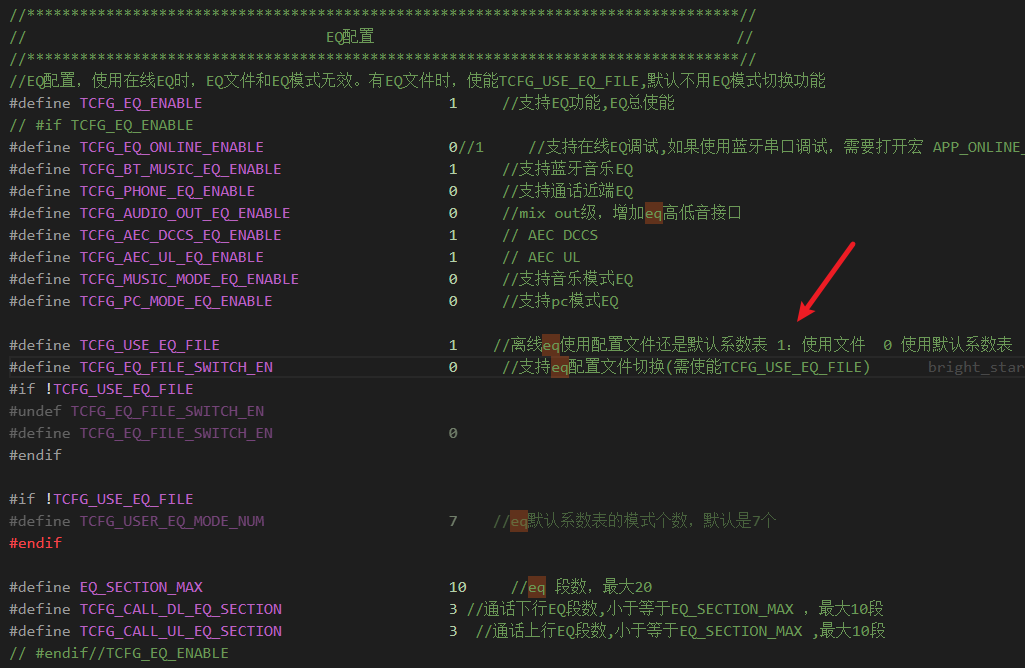 //*********************************************************************************//
//                                  EQ配置                                         //
//*********************************************************************************//
//EQ配置，使用在线EQ时，EQ文件和EQ模式无效。有EQ文件时，使能TCFG_USE_EQ_FILE,默认不用EQ模式切换功能
#define TCFG_EQ_ENABLE                            1     //支持EQ功能,EQ总使能
// #if TCFG_EQ_ENABLE
#define TCFG_EQ_ONLINE_ENABLE                     0//1     //支持在线EQ调试,如果使用蓝牙串口调试，需要打开宏 APP_ONLINE_
#define TCFG_BT_MUSIC_EQ_ENABLE                   1     //支持蓝牙音乐EQ
#define TCFG_PHONE_EQ_ENABLE                      0     //支持通话近端EQ
#define TCFG_AUDIO_OUT_EQ_ENABLE                  0     //mix out级，增加eq高低音接口
#define TCFG_AEC_DCCS_EQ_ENABLE                   1     // AEC DCCS
#define TCFG_AEC_UL_EQ_ENABLE                     1     // AEC UL
#define TCFG_MUSIC_MODE_EQ_ENABLE                 0     //支持音乐模式EQ
#define TCFG_PC_MODE_EQ_ENABLE                    0     //支持pc模式EQ
#define TCFG_USE_EQ_FILE                          1    //离线eq使用配置文件还是默认系数表 1：使用文件  0 使用默认系数表
#define TCFG_EQ_FILE_SWITCH_EN                    0     //支持eq配置文件切换(需使能TCFG_USE_EQ_FILE)      bright_star
#if !TCFG_USE_EQ_FILE
#undef TCFG_EQ_FILE_SWITCH_EN
#define TCFG_EQ_FILE_SWITCH_EN                    0
#endif
#if !TCFG_USE_EQ_FILE
#define TCFG_USER_EQ_MODE_NUM                     7    //eq默认系数表的模式个数，默认是7个
#endif
#define EQ_SECTION_MAX                            10     //eq 段数，最大20
#define TCFG_CALL_DL_EQ_SECTION                   3 //通话下行EQ段数,小于等于EQ_SECTION_MAX ，最大10段
#define TCFG_CALL_UL_EQ_SECTION                   3  //通话上行EQ段数,小于等于EQ_SECTION_MAX ,最大10段
// #endif//TCFG_EQ_ENABLE